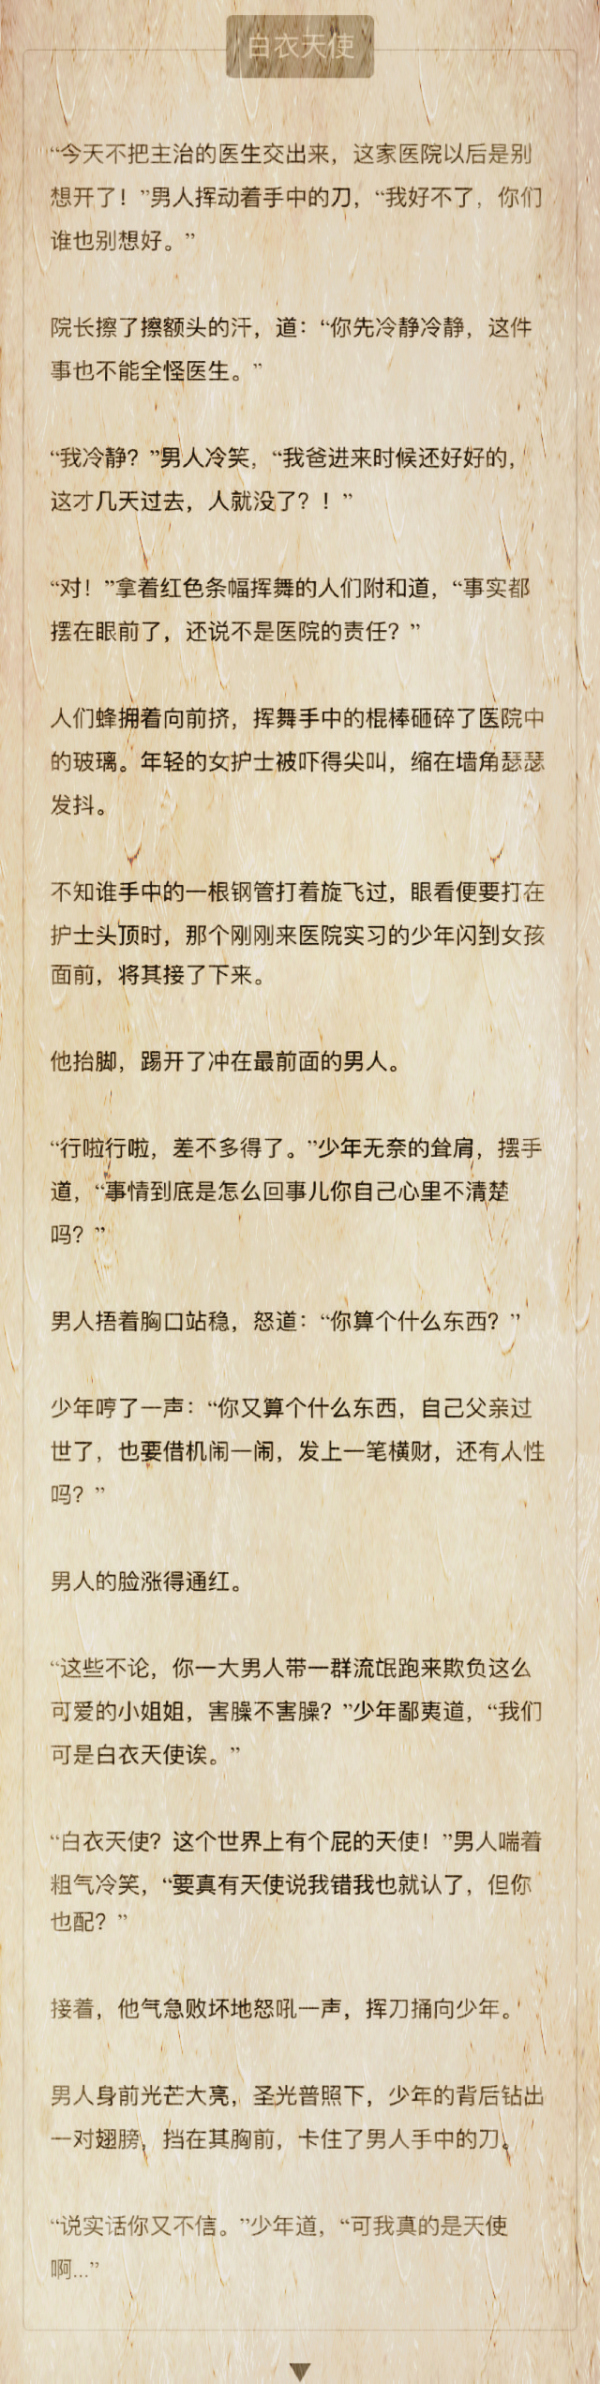 白衣天使
“今天不把主治的医生交出来，这家医院以后是别
想开了！”男人挥动着手中的刀，“我好不了，你们
谁也别想好。”
院长擦了擦额头的汗，道：“你先冷静冷静，这件
事也不能全怪医生。”
“我冷静？”男人冷笑，“我爸进来时候还好好的，
这才几天过去，人就没了？！”
“对！”拿着红色条幅挥舞的人们附和道，“事实都
摆在眼前了，还说不是医院的责任？”
人们蜂拥着向前挤，挥舞手中的棍棒砸碎了医院中
的玻璃。年轻的女护士被吓得尖叫，缩在墙角瑟瑟
发抖。
不知谁手中的一根钢管打着旋飞过，眼看便要打在
护士头顶时，那个刚刚来医院实习的少年闪到女孩
面前，将其接了下来。
他抬脚，踢开了冲在最前面的男人。
“行啦行啦，差不多得了。”少年无奈的耸肩，摆手
道，“事情到底是怎么回事儿你自己心里不清楚
吗？”
男人捂着胸口站稳，怒道：“你算个什么东西？”
少年哼了一声：“你又算个什么东西，自己父亲过
世了，也要借机闹一闹，发上一笔横财，还有人性
吗？”
男人的脸涨得通红。
“这些不论，你一大男人带一群流氓跑来欺负这么
可爱的小姐姐，害臊不害臊？”少年鄙夷道，“我们
可是白衣天使诶。”
“白衣天使？这个世界上有个屁的天使！”男人喘着
粗气冷笑，“要真有天使说我错我也就认了，但你
也配？”
接着，他气急败坏地怒吼一声，挥刀捅向少年。
男人身前光芒大亮，圣光普照下，少年的背后钻出
一对翅膀，挡在其胸前，卡住了男人手中的刀。
“说实话你又不信。”少年道，“可我真的是天使
啊...”